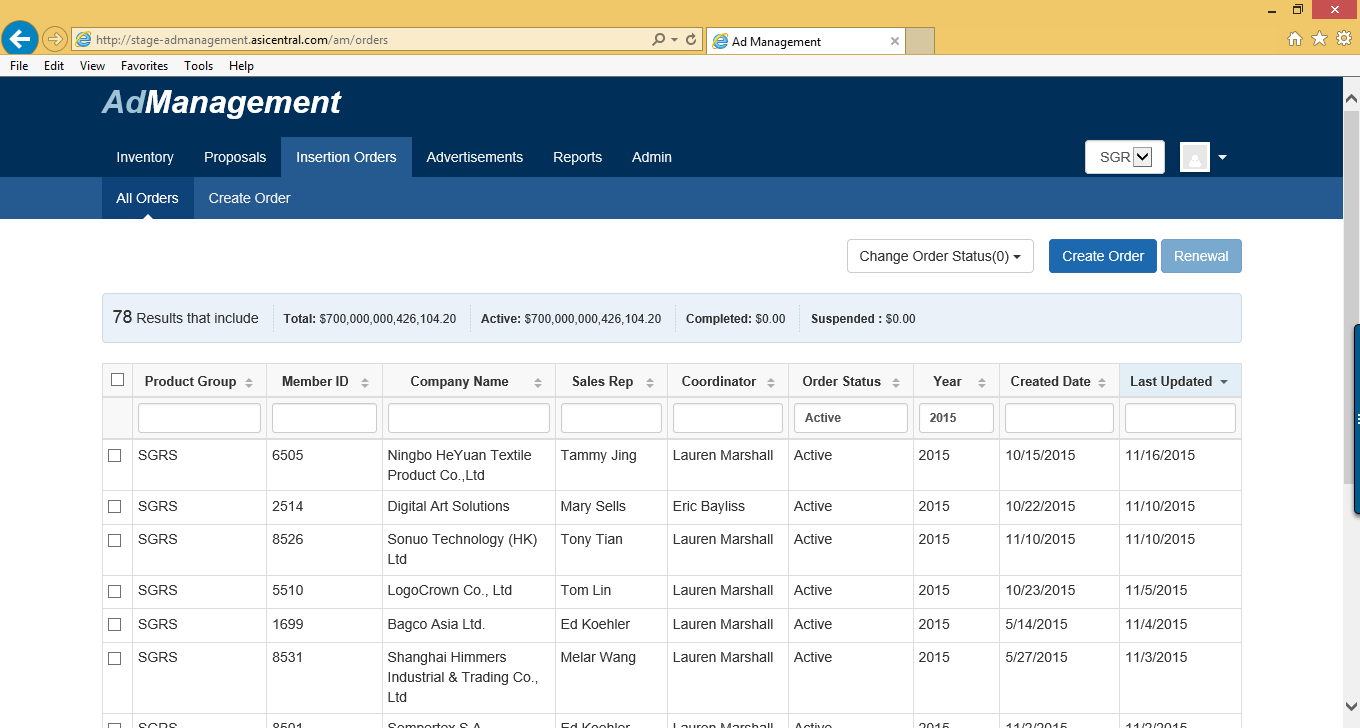 http://stage-admanagement.asicentral.com/am/orders
Ad Management
File Edit View Favorites Tools Help
AdManagement
Inventory Proposals Insertion Orders Advertisements Reports Admin SGR
All Orders Create Order
Change Order Status(0) Create Order Renewal
78 Results that include Total: $700,000,000,426,104.20 Active: $700,000,000,426,104.20 Completed: $0.00 Suspended : $0.00
Product Group Member ID Company Name Sales Rep Coordinator Order Status Year Created Date Last Updated
Active 2015
SGRS 6505 Ningbo HeYuan Textile Tammy Jing Lauren Marshall Active 2015 10/15/2015 11/16/2015
Product Co.,Ltd
SGRS 2514 Digital Art Solutions Mary Sells Eric Bayliss Active 2015 10/22/2015 11/10/2015
SGRS 8526 Sonuo Technology (HK) Tony Tian Lauren Marshall Active 2015 11/10/2015 11/10/2015
Ltd
SGRS 5510 LogoCrown Co., Ltd Tom Lin Lauren Marshall Active 2015 10/23/2015 11/5/2015
SGRS 1699 Bagco Asia Ltd. Ed Koehler Lauren Marshall Active 2015 5/14/2015 11/4/2015
SGRS 8531 Shanghai Himmers Melar Wang Lauren Marshall Active 2015 5/27/2015 11/3/2015
Industrial & Trading Co.,
Ltd
SGRS 8501 Sempertex S.A. Ed Koehler Lauren Marshall Active 2015 11/2/2015 11/2/2015